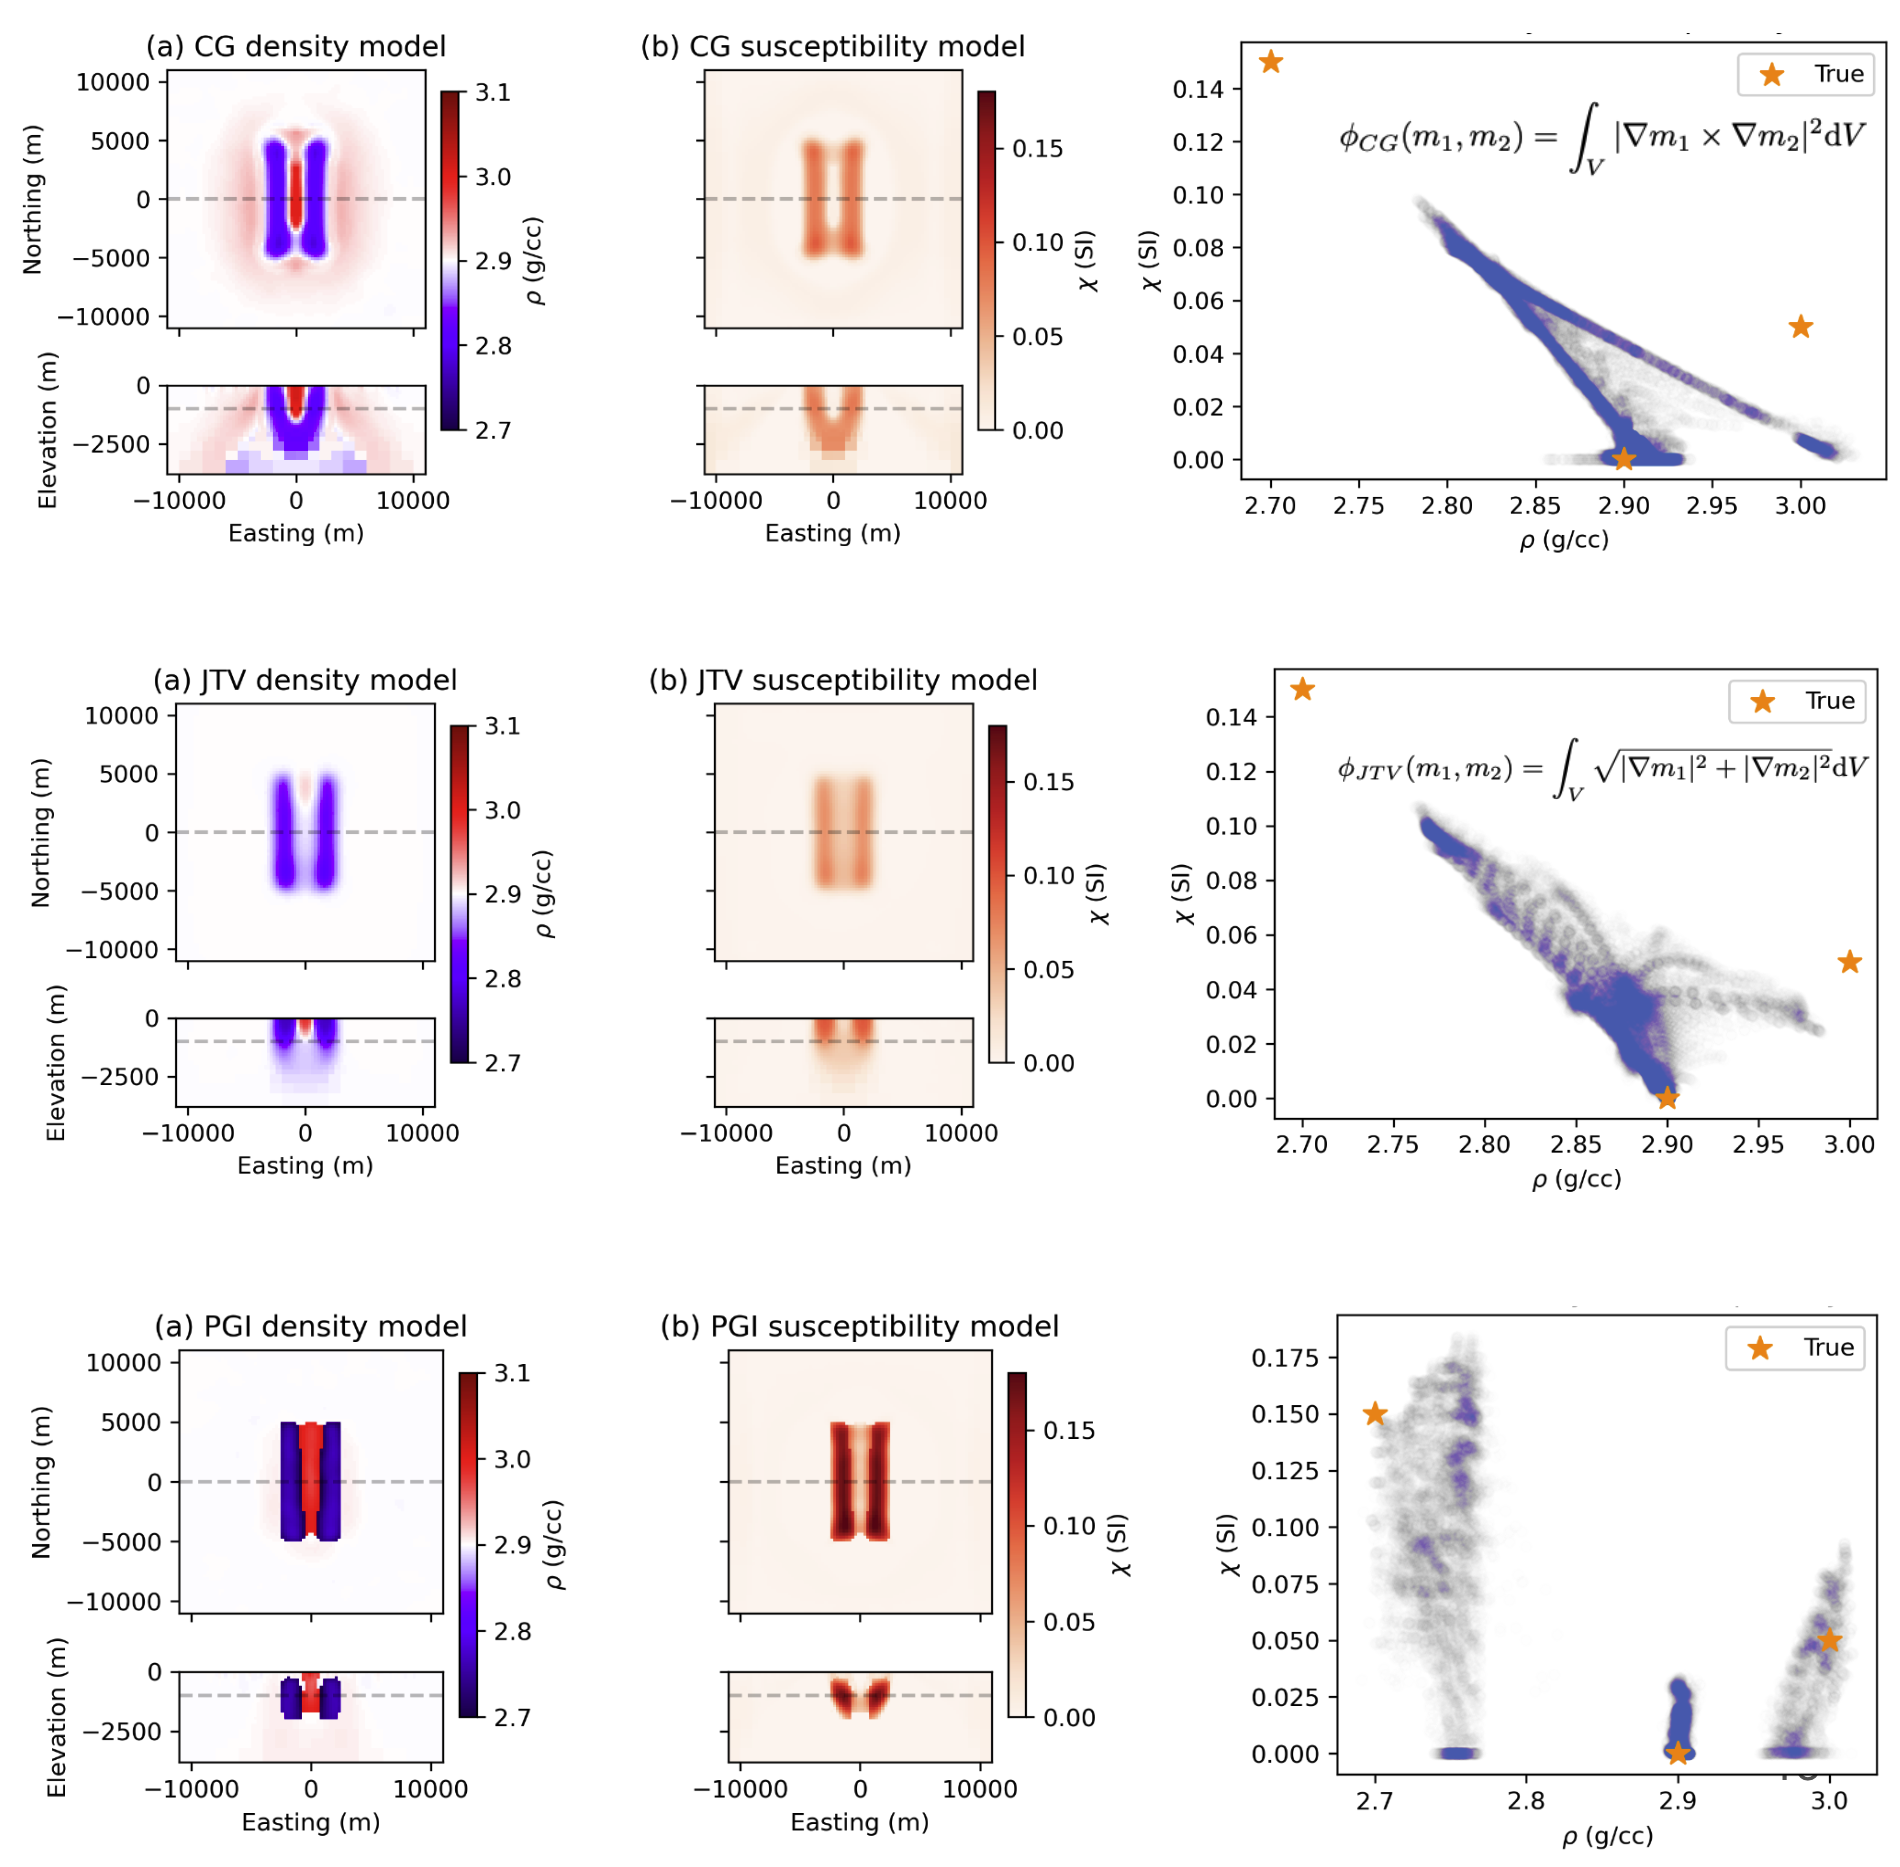 (a) CG density model
10000
5000
0
−5000
−10000
Northing (m)
3.1
3.0
2.9
2.8
2.7
ρ (g/cc)
0
−2500
Elevation (m)
−10000 0 10000
Easting (m)
(b) CG susceptibility model
0.15
0.10
0.05
0.00
χ (SI)
−10000 0 10000
Easting (m)
True
ϕ_CG(m₁, m₂) = ∫_V |∇m₁ × ∇m₂|²dV
0.14
0.12
0.10
0.08
0.06
0.04
0.02
0.00
χ (SI)
2.70 2.75 2.80 2.85 2.90 2.95 3.00
ρ (g/cc)
(a) JTV density model
10000
5000
0
−5000
−10000
Northing (m)
3.1
3.0
2.9
2.8
2.7
ρ (g/cc)
0
−2500
Elevation (m)
−10000 0 10000
Easting (m)
(b) JTV susceptibility model
0.15
0.10
0.05
0.00
χ (SI)
−10000 0 10000
Easting (m)
True
ϕ_JTV(m₁, m₂) = ∫_V √(|∇m₁|² + |∇m₂|²)dV
0.14
0.12
0.10
0.08
0.06
0.04
0.02
0.00
χ (SI)
2.70 2.75 2.80 2.85 2.90 2.95 3.00
ρ (g/cc)
(a) PGI density model
10000
5000
0
−5000
−10000
Northing (m)
3.1
3.0
2.9
2.8
2.7
ρ (g/cc)
0
−2500
Elevation (m)
−10000 0 10000
Easting (m)
(b) PGI susceptibility model
0.15
0.10
0.05
0.00
χ (SI)
−10000 0 10000
Easting (m)
True
0.175
0.150
0.125
0.100
0.075
0.050
0.025
0.000
χ (SI)
2.7 2.8 2.9 3.0
ρ (g/cc)